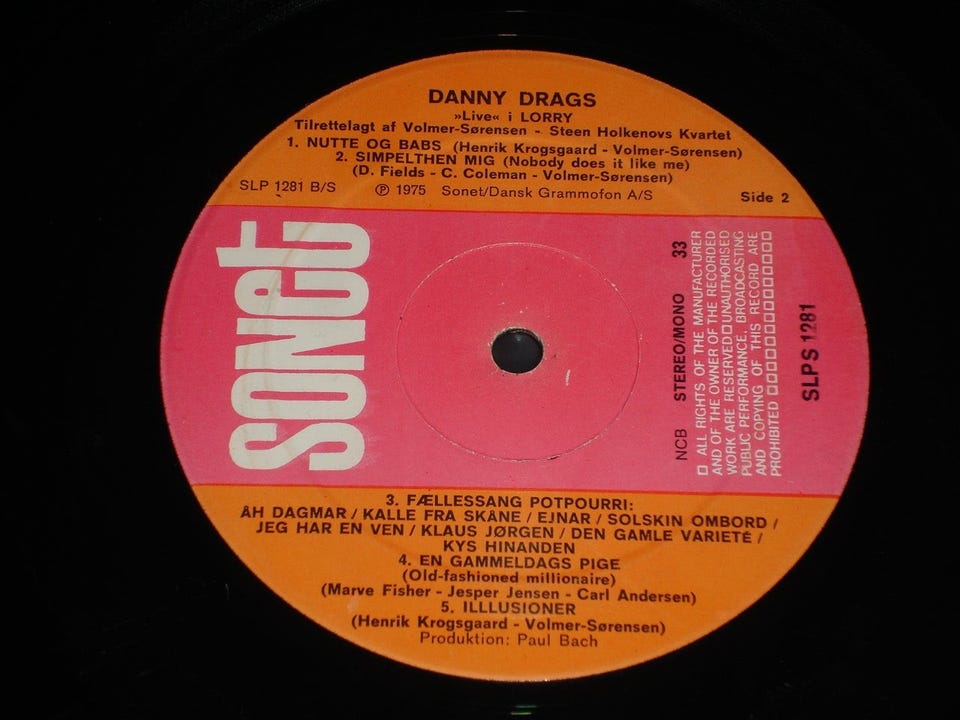 DANNY DRAGS
»Live« i LORRY
Tilrettelagt af Volmer-Sørensen - Steen Holkenovs Kvartet
1. NUTTE OG BABS (Henrik Krogsgaard - Volmer-Sørensen)
2. SIMPELTHEN MIG (Nobody does it like me)
(D. Fields - C. Coleman - Volmer-Sørensen)
SLP 1281 B/S ℗ 1975 Sonet/Dansk Grammofon A/S Side 2
SONET
NCB STEREO/MONO 33
ALL RIGHTS OF THE MANUFACTURER
AND OF THE OWNER OF THE RECORDED
WORK ARE RESERVED UNAUTHORISED
PUBLIC PERFORMANCE, BROADCASTING
AND COPYING OF THIS RECORD ARE
PROHIBITED
SLPS 1281
3. FÆLLESSANG POTPOURRI:
ÅH DAGMAR / KALLE FRA SKÅNE / EJNAR / SOLSKIN OMBORD /
JEG HAR EN VEN / KLAUS JØRGEN / DEN GAMLE VARIETÉ /
KYS HINANDEN
4. EN GAMMELDAGS PIGE
(Old-fashioned millionaire)
(Marve Fisher - Jesper Jensen - Carl Andersen)
5. ILLLUSIONER
(Henrik Krogsgaard - Volmer-Sørensen)
Produktion: Paul Bach